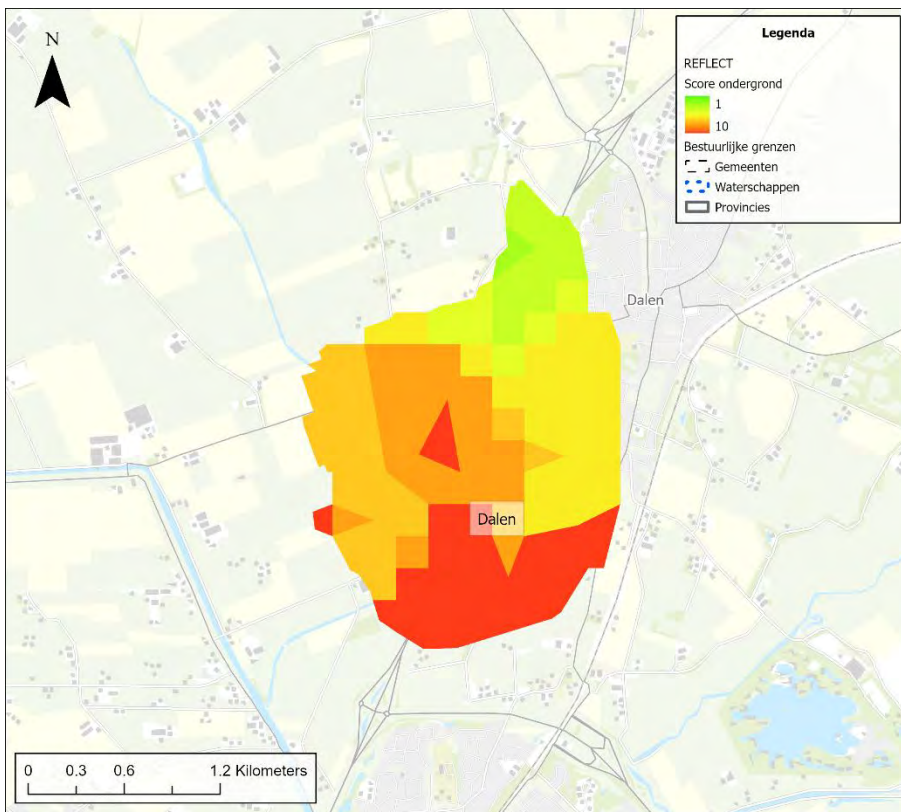 N
Legenda
REFLECT
Score ondergrond
1
10
Bestuurlijke grenzen
Gemeenten
Waterschappen
Provincies
Dalen
Dalen
0 0.3 0.6 1.2 Kilometers